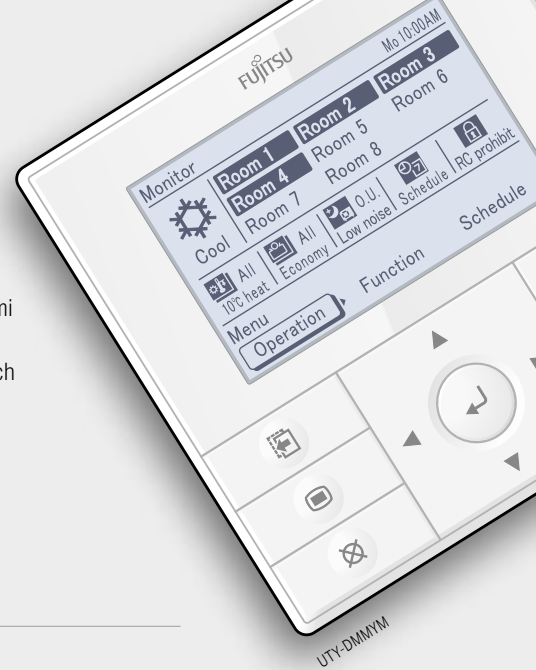 FUJITSU
Monitor
Mo 10:00AM
Cool
Room 1 Room 2 Room 3
Room 4 Room 5 Room 6
Room 7 Room 8
All
10℃ heat
All
Economy
O.U.
Low noise
Schedule
RC prohibit
Menu
Operation Function Schedule
mi
ch
UTY-DMMYM